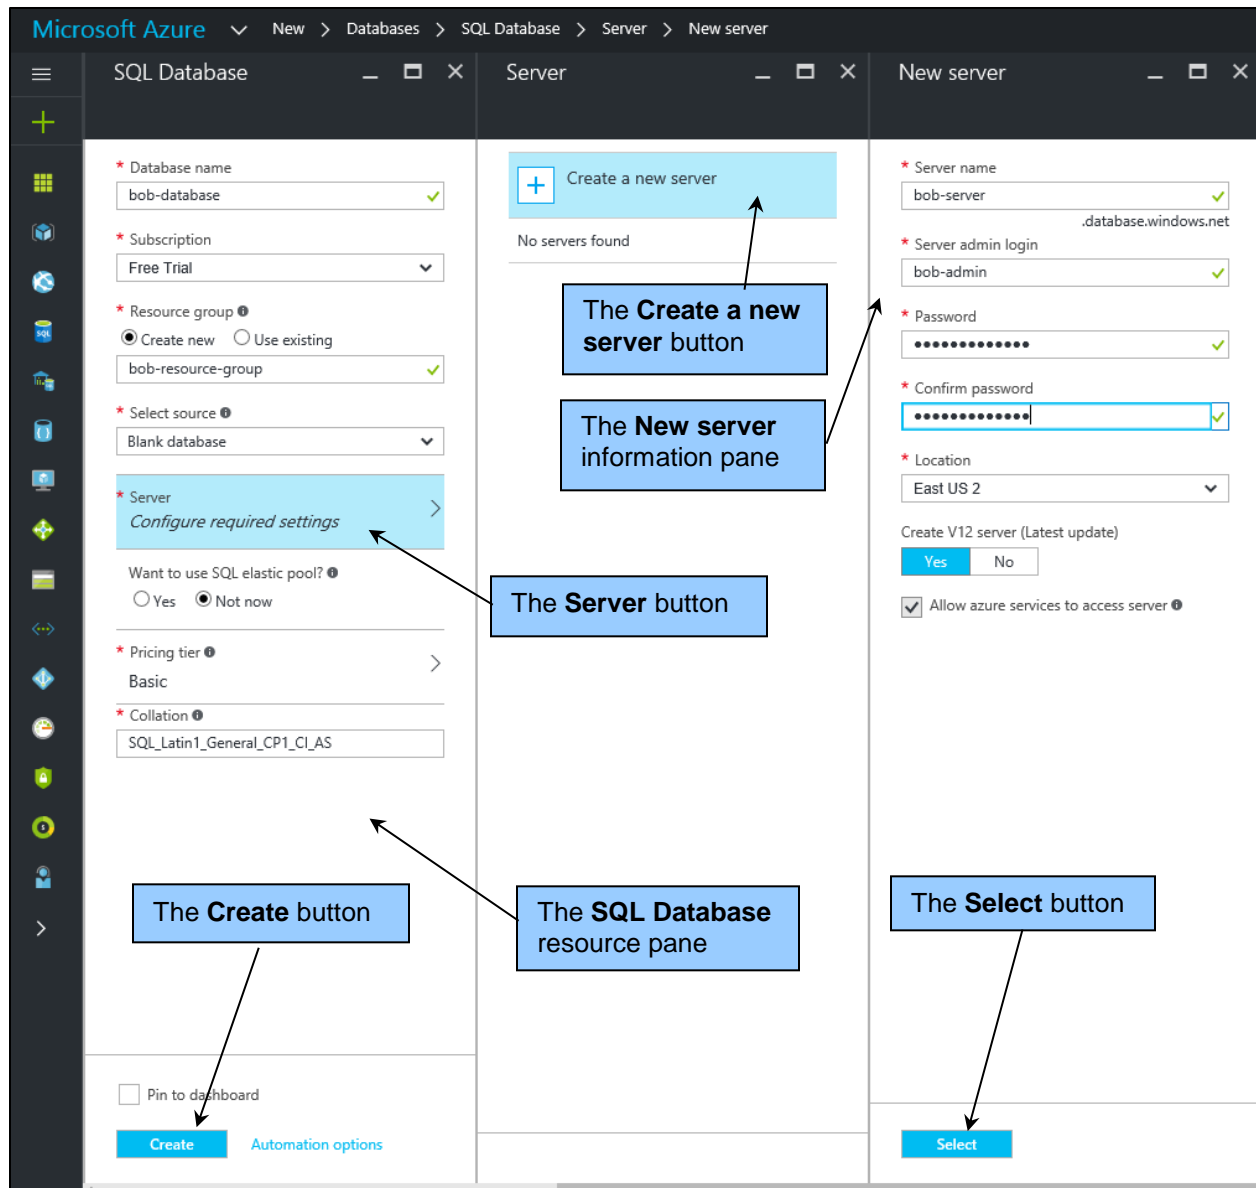 Microsoft Azure New > Databases > SQL Database > Server > New server
SQL Database
* Database name
bob-database
* Subscription
Free Trial
* Resource group
Create new Use existing
bob-resource-group
* Select source
Blank database
* Server
Configure required settings
Want to use SQL elastic pool?
Yes Not now
* Pricing tier
Basic
* Collation
SQL_Latin1_General_CP1_CI_AS
The Create button
Pin to dashboard
Create Automation options
Server
Create a new server
No servers found
The Create a new
server button
The New server
information pane
The Server button
The SQL Database
resource pane
New server
* Server name
bob-server
.database.windows.net
* Server admin login
bob-admin
* Password
•••••••••••••
* Confirm password
•••••••••••••
* Location
East US 2
Create V12 server (Latest update)
Yes No
Allow azure services to access server
The Select button
Select
SQL